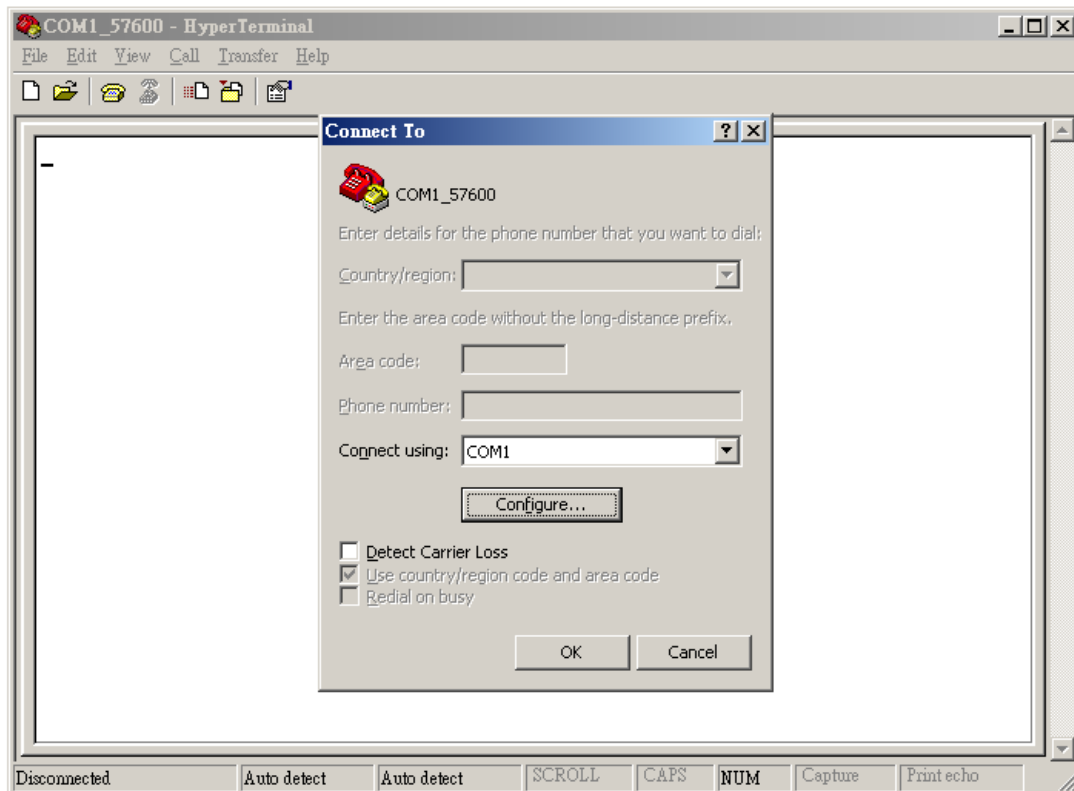 COM1_57600 - HyperTerminal
File Edit View Call Transfer Help
Connect To
COM1_57600
Enter details for the phone number that you want to dial:
Country/region:
Enter the area code without the long-distance prefix.
Area code:
Phone number:
Connect using: COM1
Configure...
Detect Carrier Loss
Use country/region code and area code
Redial on busy
OK Cancel
Disconnected Auto detect Auto detect SCROLL CAPS NUM Capture Print echo